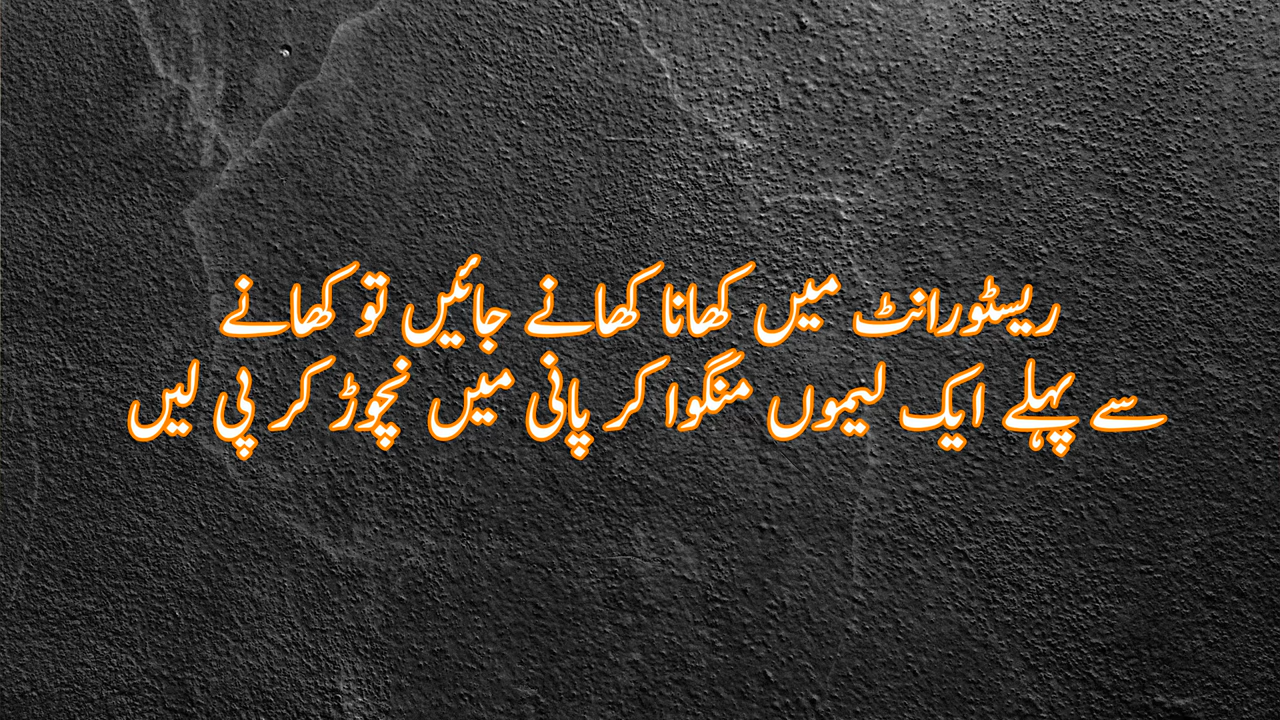 ریسٹورانٹ میں کھانا کھانے جائیں تو کھانے
سے پہلے ایک لیموں منگوا کر پانی میں نچوڑ کر پی لیں